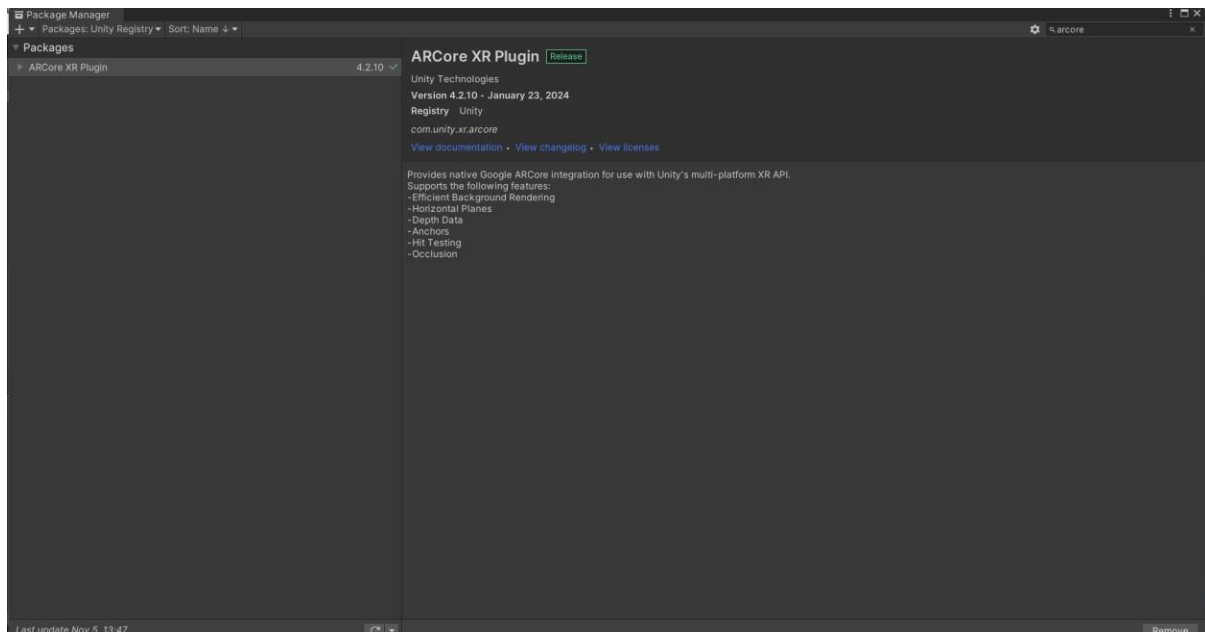 Package Manager
Packages: Unity Registry Sort: Name ↓
arcore
Packages
ARCore XR Plugin 4.2.10
ARCore XR Plugin Release
Unity Technologies
Version 4.2.10 - January 23, 2024
Registry Unity
com.unity.xr.arcore
View documentation • View changelog • View licenses
Provides native Google ARCore integration for use with Unity's multi-platform XR API.
Supports the following features:
-Efficient Background Rendering
-Horizontal Planes
-Depth Data
-Anchors
-Hit Testing
-Occlusion
Last update Nov 5, 13:47
Remove